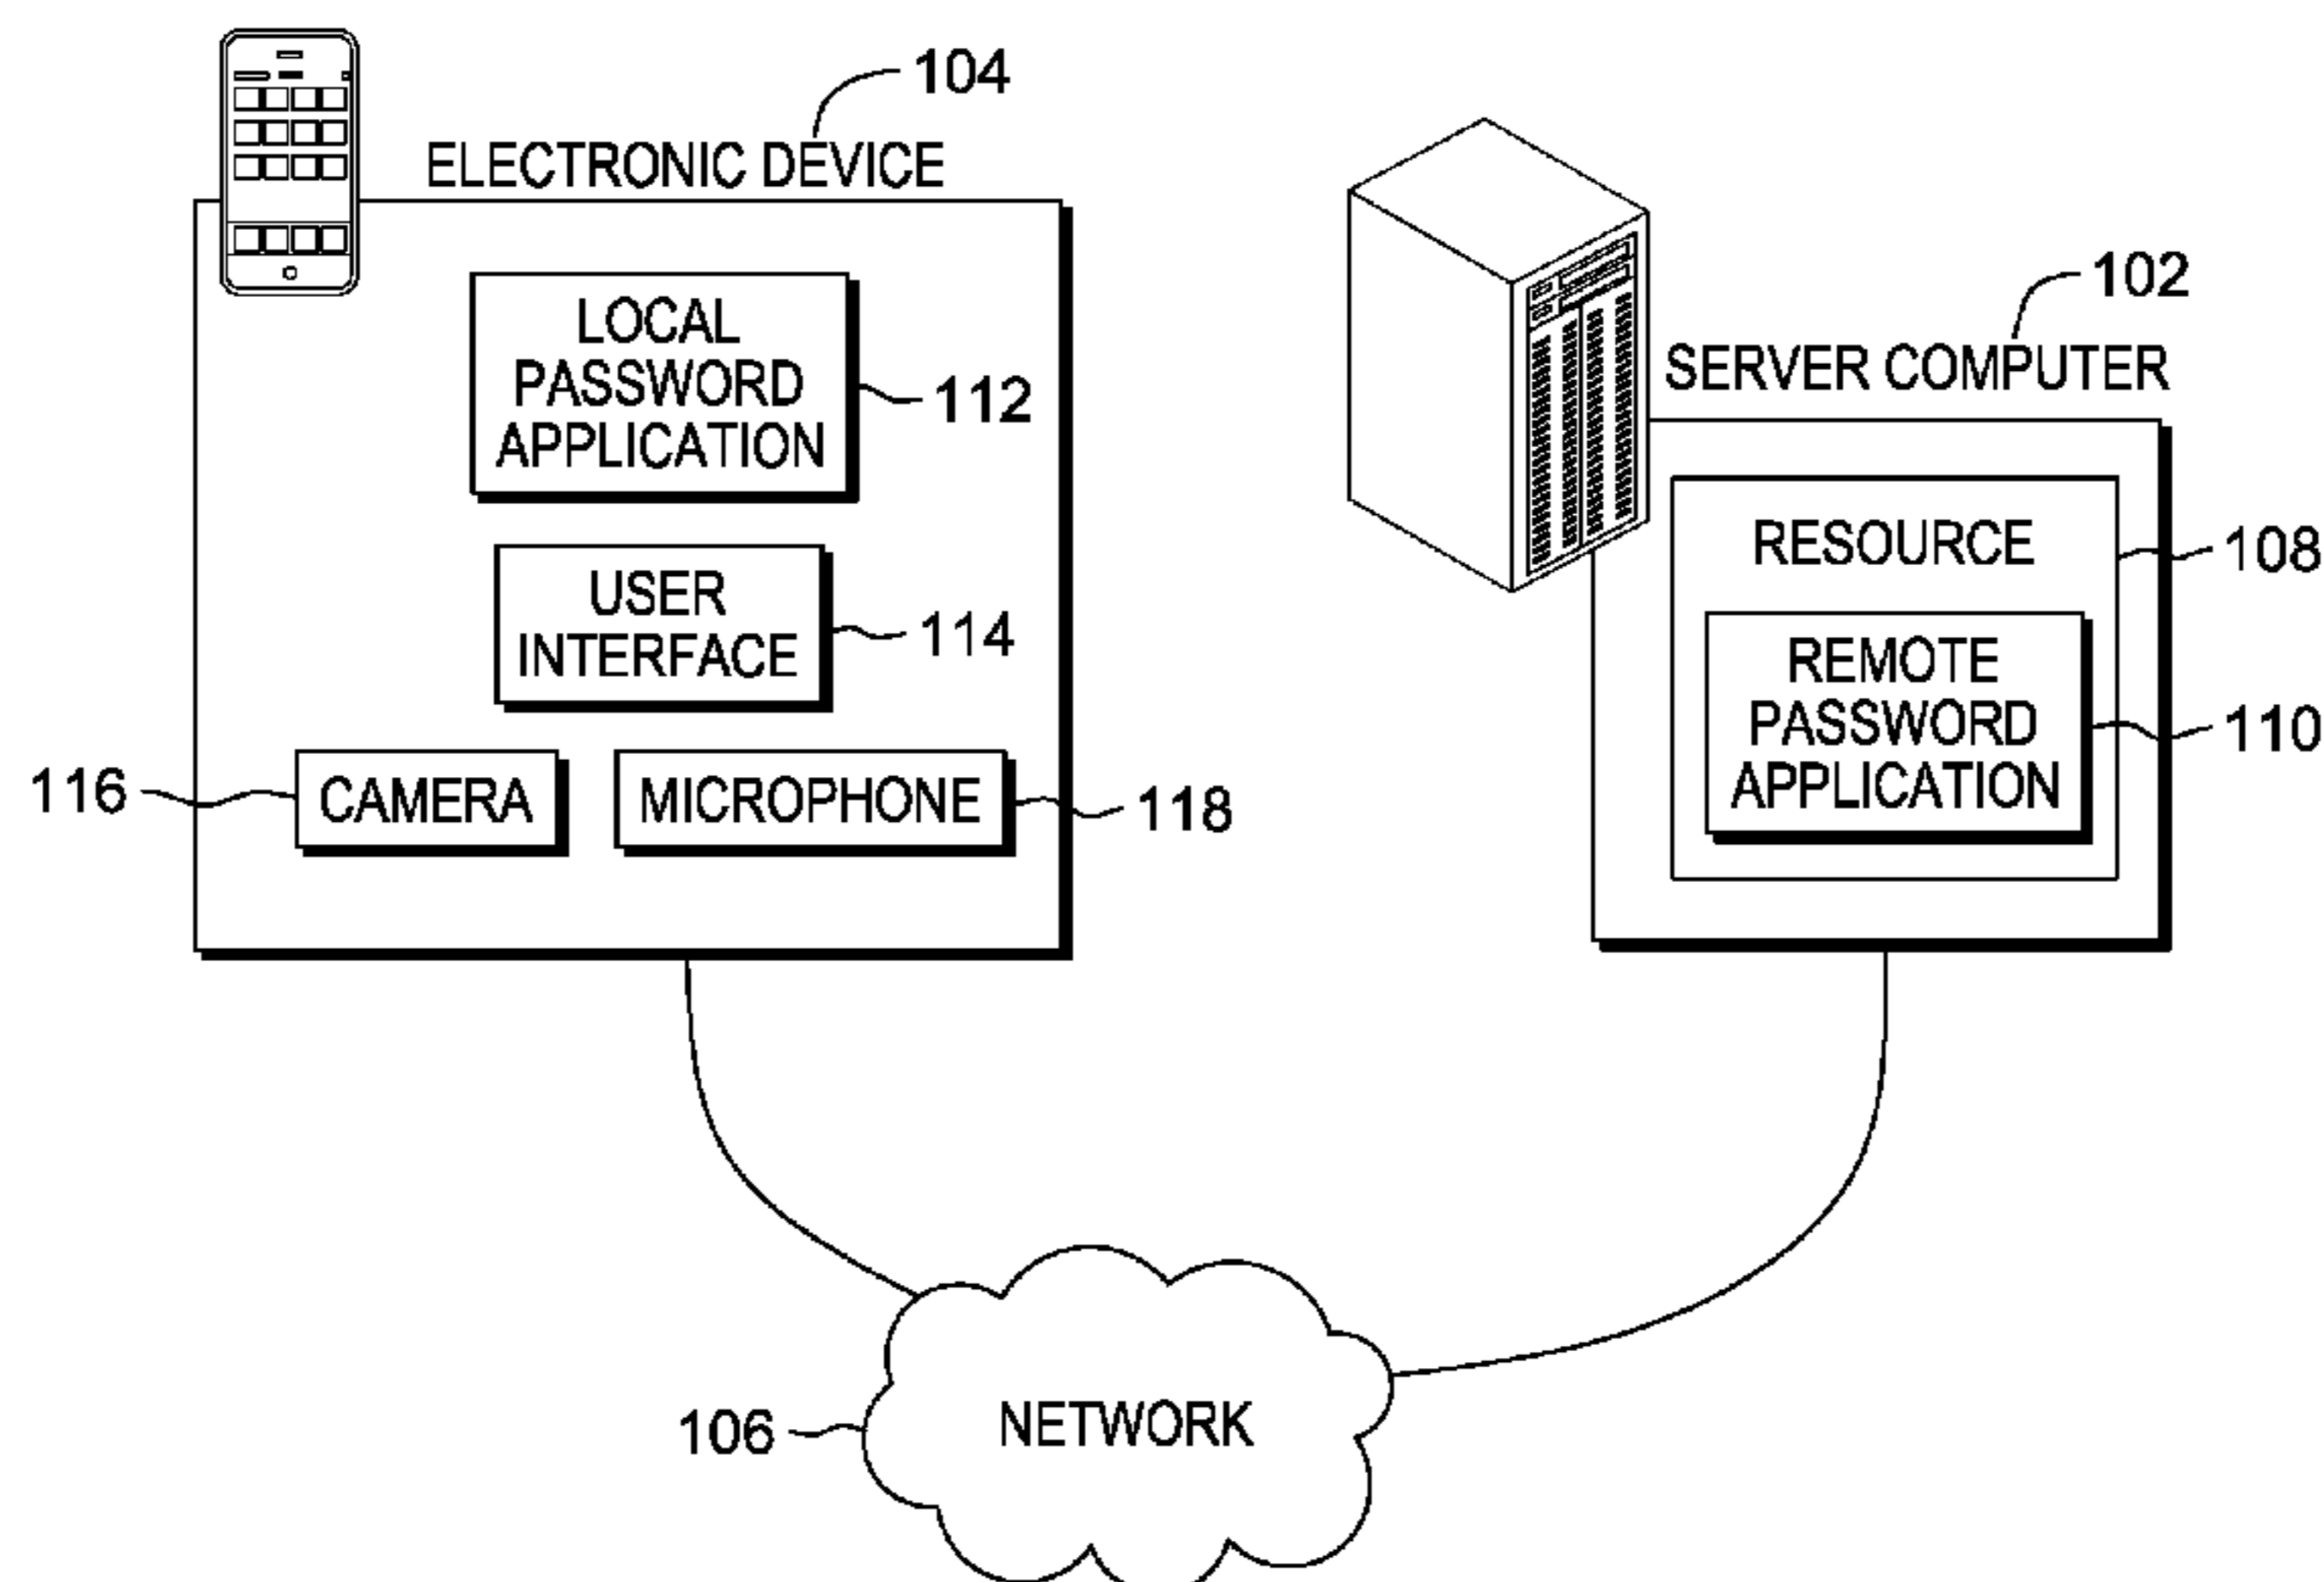 104
ELECTRONIC DEVICE
LOCAL
PASSWORD
APPLICATION
112
USER
INTERFACE
114
116
CAMERA
MICROPHONE
118
102
SERVER COMPUTER
RESOURCE
108
REMOTE
PASSWORD
APPLICATION
110
106
NETWORK